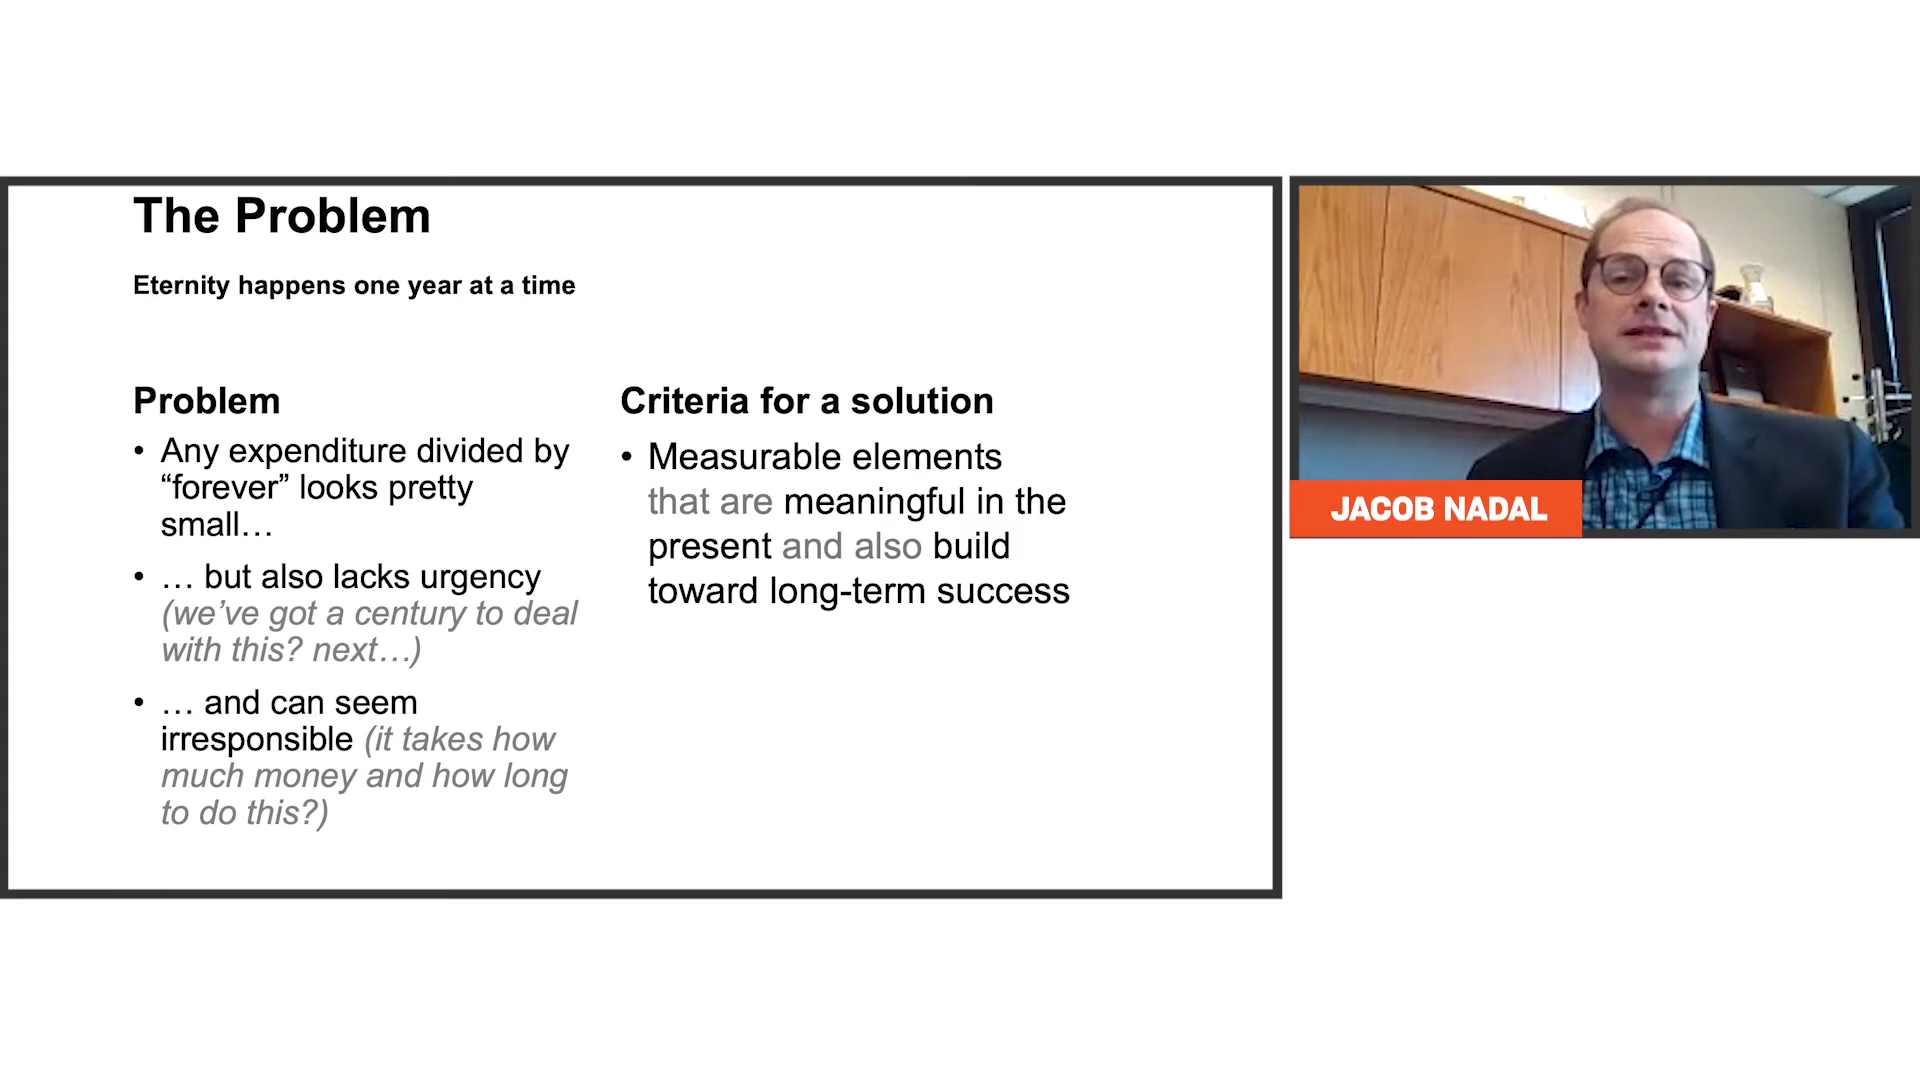 The Problem
Eternity happens one year at a time
Problem
• Any expenditure divided by
“forever” looks pretty
small…
• … but also lacks urgency
(we’ve got a century to deal
with this? next…)
• … and can seem
irresponsible (it takes how
much money and how long
to do this?)
Criteria for a solution
• Measurable elements
that are meaningful in the
present and also build
toward long-term success
JACOB NADAL